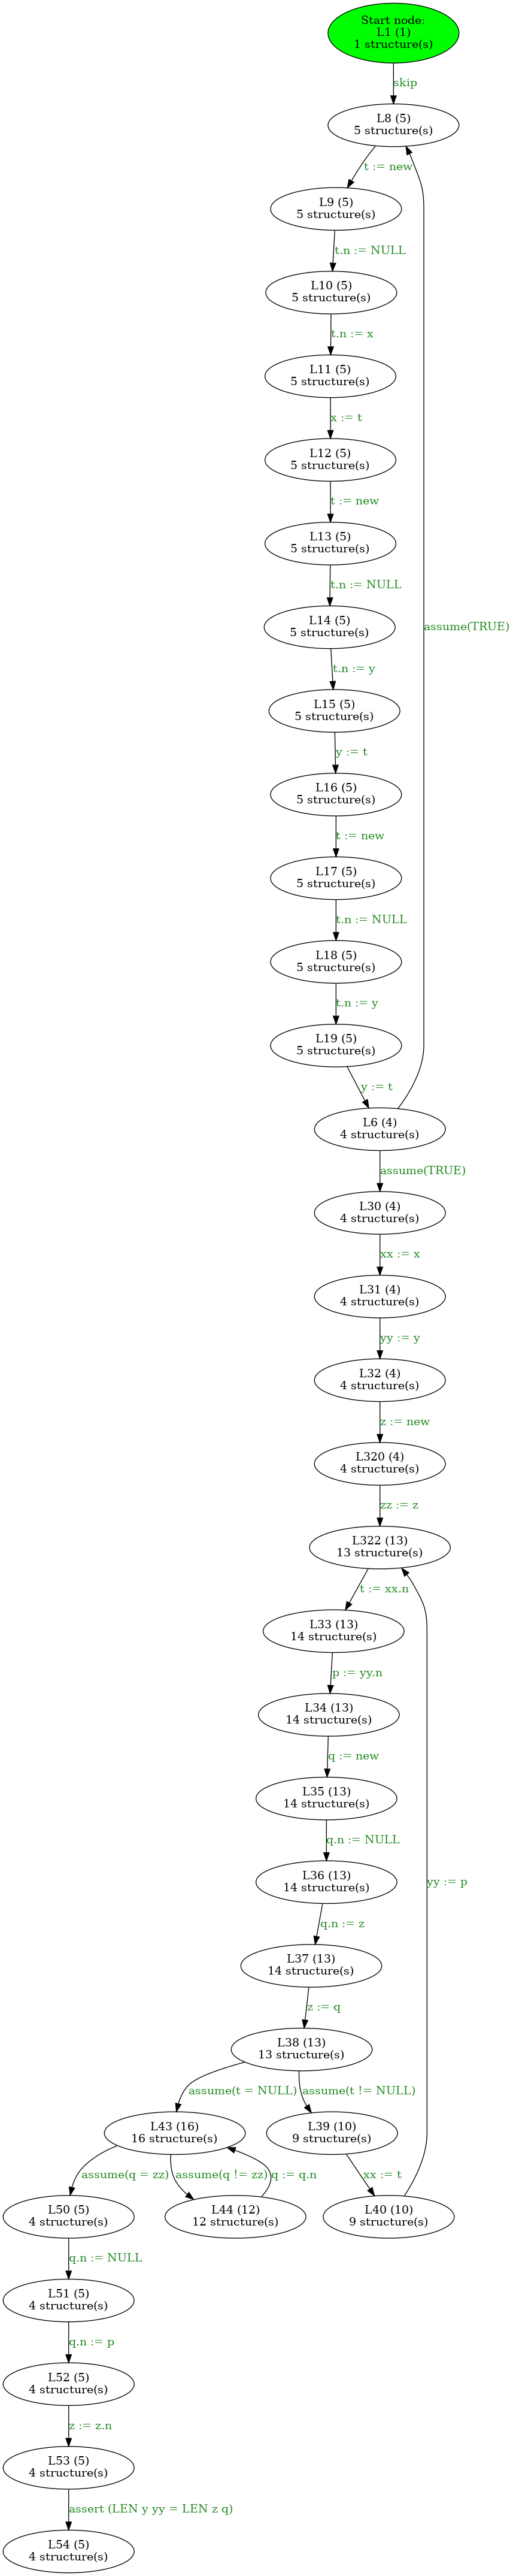 Start node:
L1 (1)
1 structure(s)
skip
L8 (5)
5 structure(s)
t := new
L9 (5)
5 structure(s)
t.n := NULL
L10 (5)
5 structure(s)
t.n := x
L11 (5)
5 structure(s)
x := t
L12 (5)
5 structure(s)
t := new
L13 (5)
5 structure(s)
t.n := NULL
L14 (5)
5 structure(s)
assume(TRUE)
t.n := y
L15 (5)
5 structure(s)
y := t
L16 (5)
5 structure(s)
t := new
L17 (5)
5 structure(s)
t.n := NULL
L18 (5)
5 structure(s)
t.n := y
L19 (5)
5 structure(s)
y := t
L6 (4)
4 structure(s)
assume(TRUE)
L30 (4)
4 structure(s)
xx := x
L31 (4)
4 structure(s)
yy := y
L32 (4)
4 structure(s)
z := new
L320 (4)
4 structure(s)
zz := z
L322 (13)
13 structure(s)
t := xx.n
L33 (13)
14 structure(s)
p := yy.n
L34 (13)
14 structure(s)
q := new
L35 (13)
14 structure(s)
q.n := NULL
L36 (13)
14 structure(s)
yy := p
q.n := z
L37 (13)
14 structure(s)
z := q
L38 (13)
13 structure(s)
assume(t = NULL)
assume(t != NULL)
L43 (16)
16 structure(s)
L39 (10)
9 structure(s)
assume(q = zz)
assume(q != zz)
q := q.n
xx := t
L50 (5)
4 structure(s)
L44 (12)
12 structure(s)
L40 (10)
9 structure(s)
q.n := NULL
L51 (5)
4 structure(s)
q.n := p
L52 (5)
4 structure(s)
z := z.n
L53 (5)
4 structure(s)
assert (LEN y yy = LEN z q)
L54 (5)
4 structure(s)